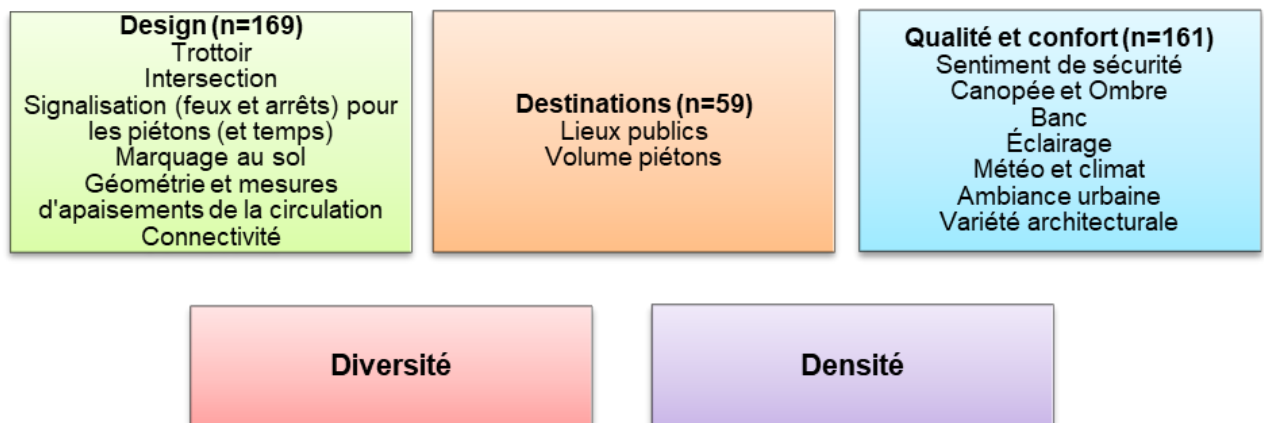 Design (n=169)
Trottoir
Intersection
Signalisation (feux et arrêts) pour
les piétons (et temps)
Marquage au sol
Géométrie et mesures
d'apaisements de la circulation
Connectivité
Destinations (n=59)
Lieux publics
Volume piétons
Qualité et confort (n=161)
Sentiment de sécurité
Canopée et Ombre
Banc
Éclairage
Météo et climat
Ambiance urbaine
Variété architecturale
Diversité
Densité